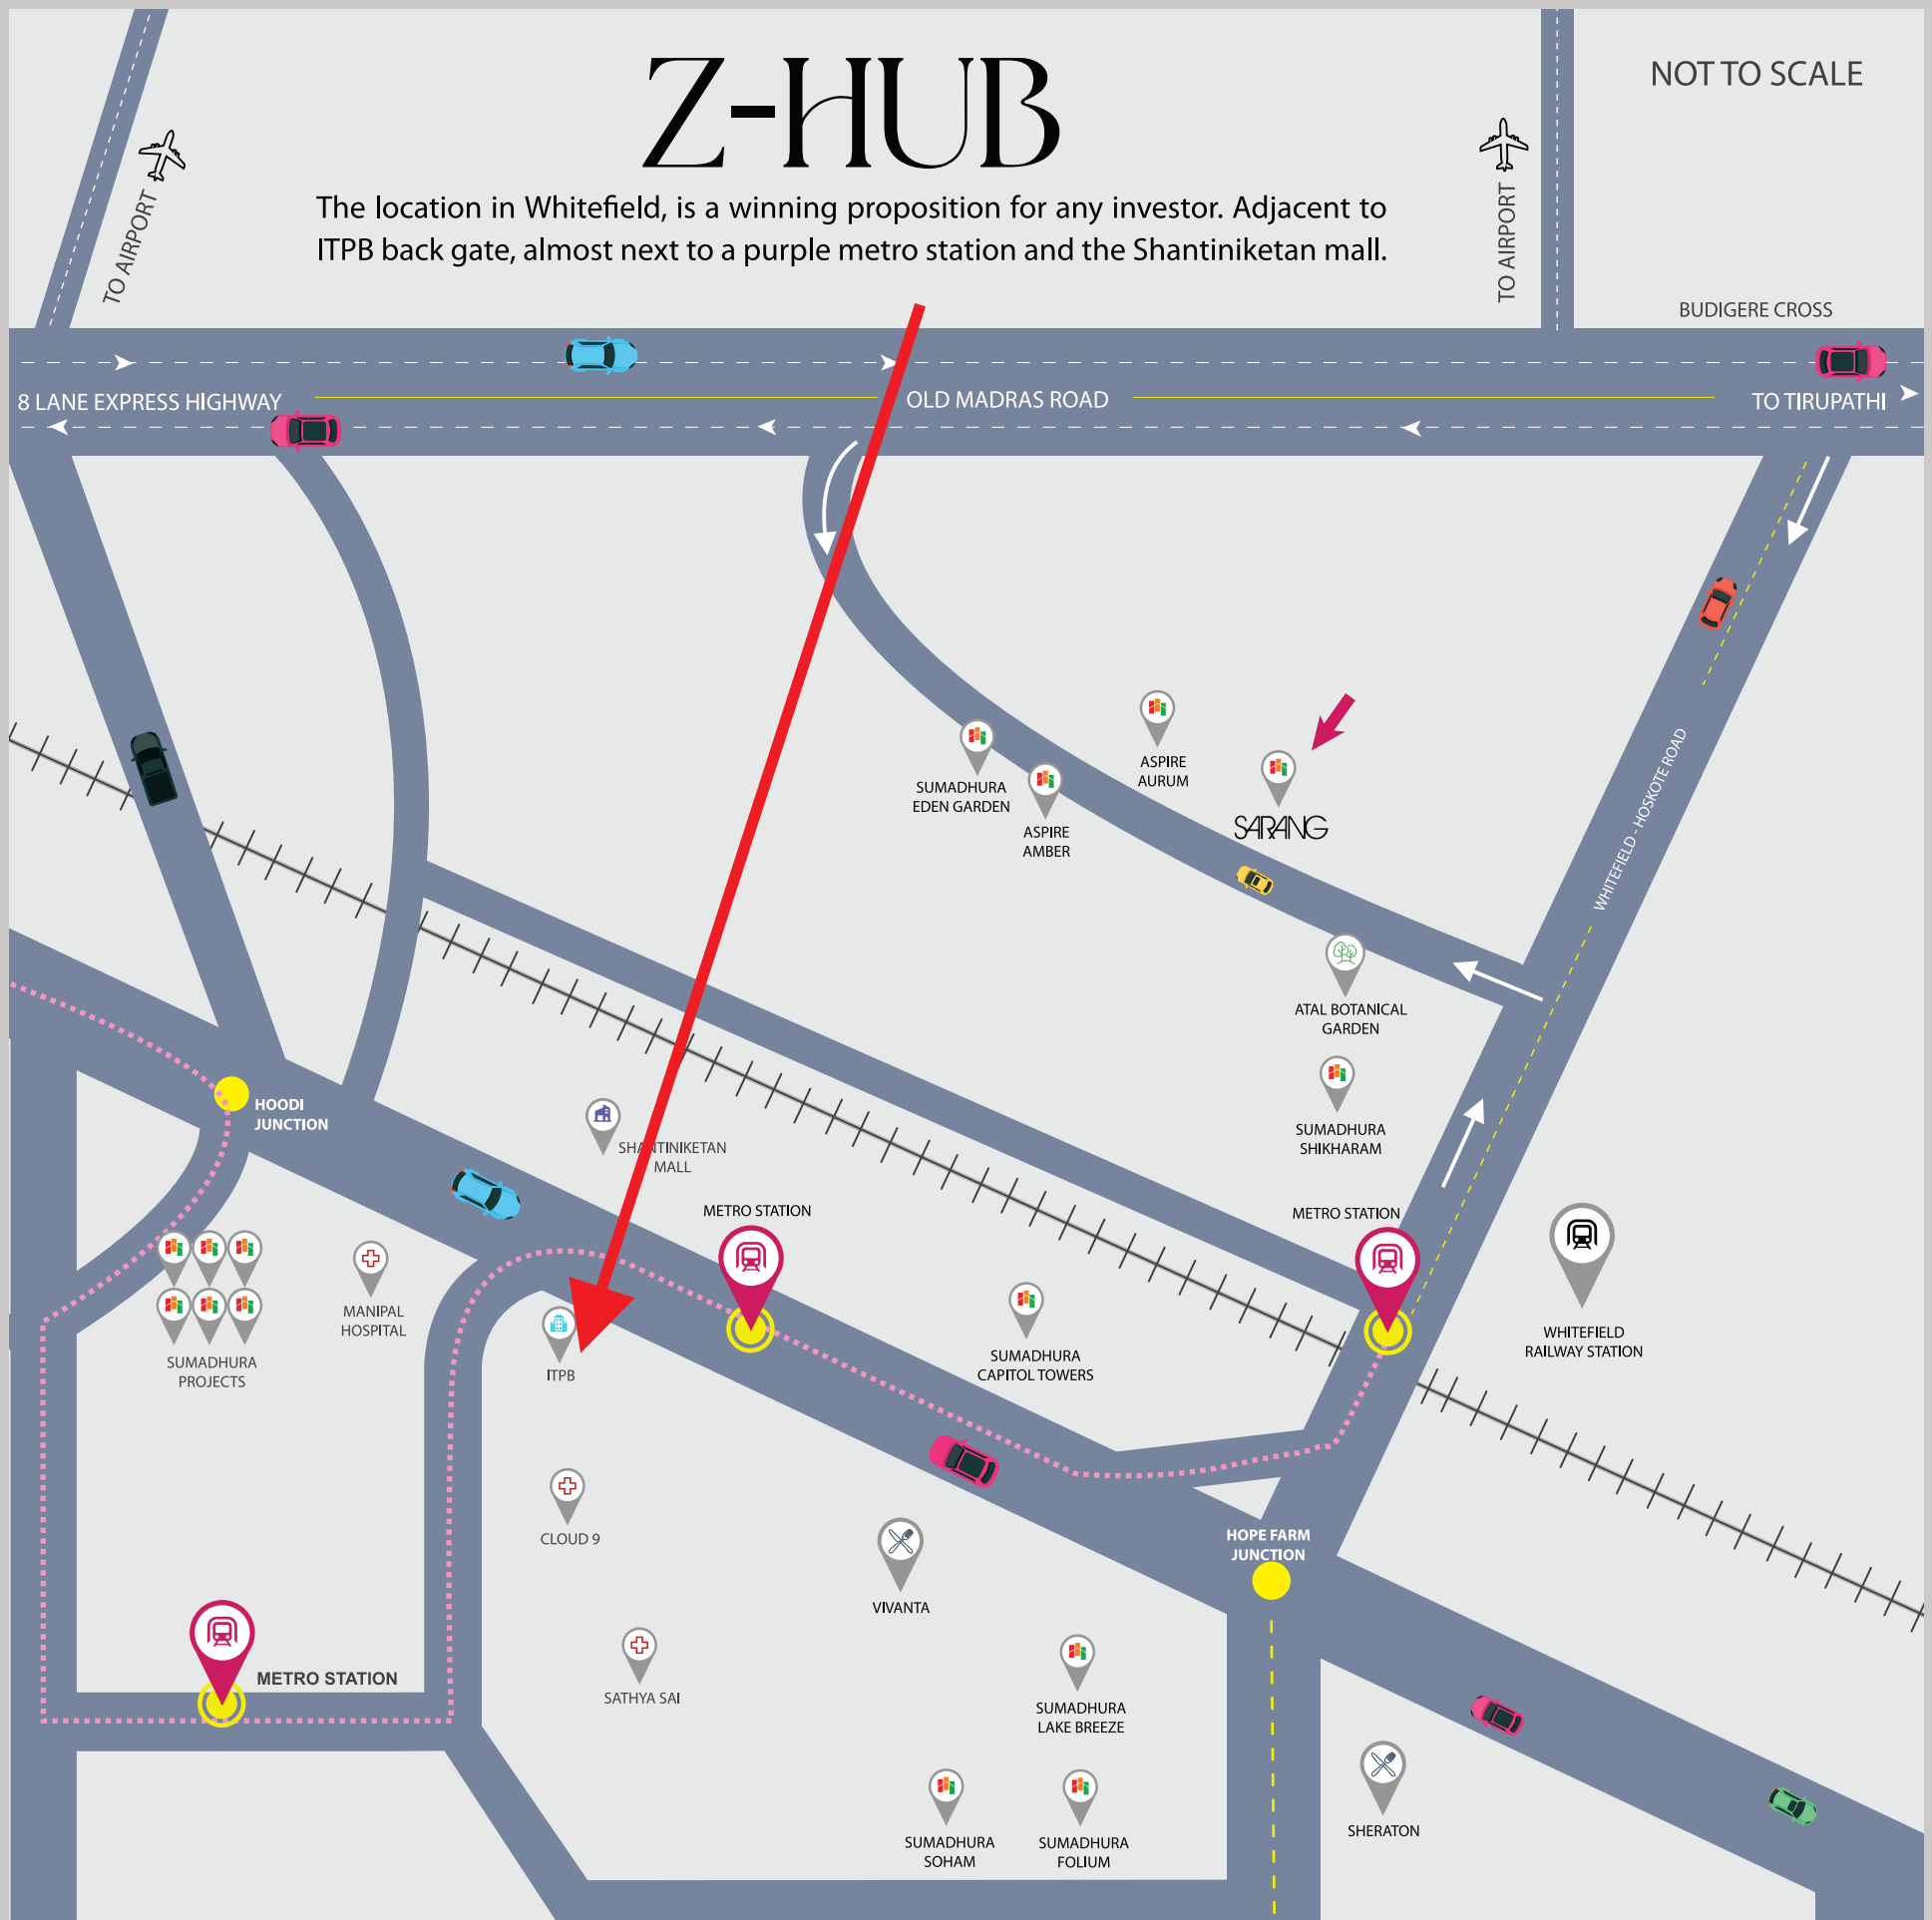 NOT TO SCALE
Z-HUB
The location in Whitefield, is a winning proposition for any investor. Adjacent to
ITPB back gate, almost next to a purple metro station and the Shantiniketan mall.
TO AIRPORT
TO AIRPORT
BUDIGERE CROSS
8 LANE EXPRESS HIGHWAY
OLD MADRAS ROAD
TO TIRUPATHI
WHITEFIELD - HOSKOTE ROAD
ASPIRE
AURUM
SUMADHURA
EDEN GARDEN
ASPIRE
AMBER
SARANG
ATAL BOTANICAL
GARDEN
SUMADHURA
SHIKHARAM
HOODI
JUNCTION
SHANTINIKETAN
MALL
METRO STATION
METRO STATION
MANIPAL
HOSPITAL
SUMADHURA
PROJECTS
ITPB
SUMADHURA
CAPITOL TOWERS
WHITEFIELD
RAILWAY STATION
CLOUD 9
HOPE FARM
JUNCTION
VIVANTA
METRO STATION
SATHYA SAI
SUMADHURA
LAKE BREEZE
SUMADHURA
SOHAM
SUMADHURA
FOLIUM
SHERATON